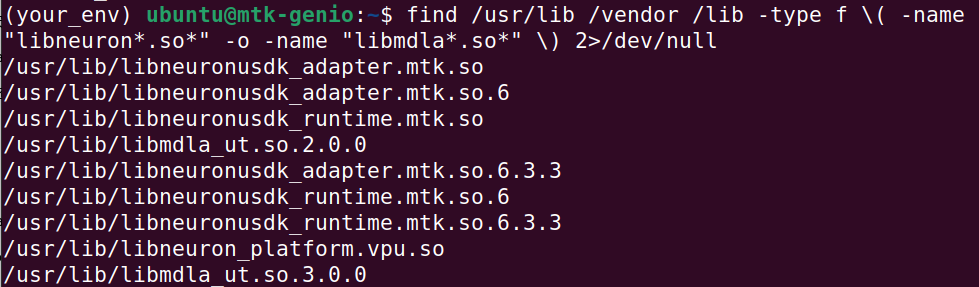 (your_env) ubuntu@mtk-genio:~$ find /usr/lib /vendor /lib -type f \( -name
"libneuron*.so*" -o -name "libmdla*.so*" \) 2>/dev/null
/usr/lib/libneuronusdk_adapter.mtk.so
/usr/lib/libneuronusdk_adapter.mtk.so.6
/usr/lib/libneuronusdk_runtime.mtk.so
/usr/lib/libmdla_ut.so.2.0.0
/usr/lib/libneuronusdk_adapter.mtk.so.6.3.3
/usr/lib/libneuronusdk_runtime.mtk.so.6
/usr/lib/libneuronusdk_runtime.mtk.so.6.3.3
/usr/lib/libneuron_platform.vpu.so
/usr/lib/libmdla_ut.so.3.0.0